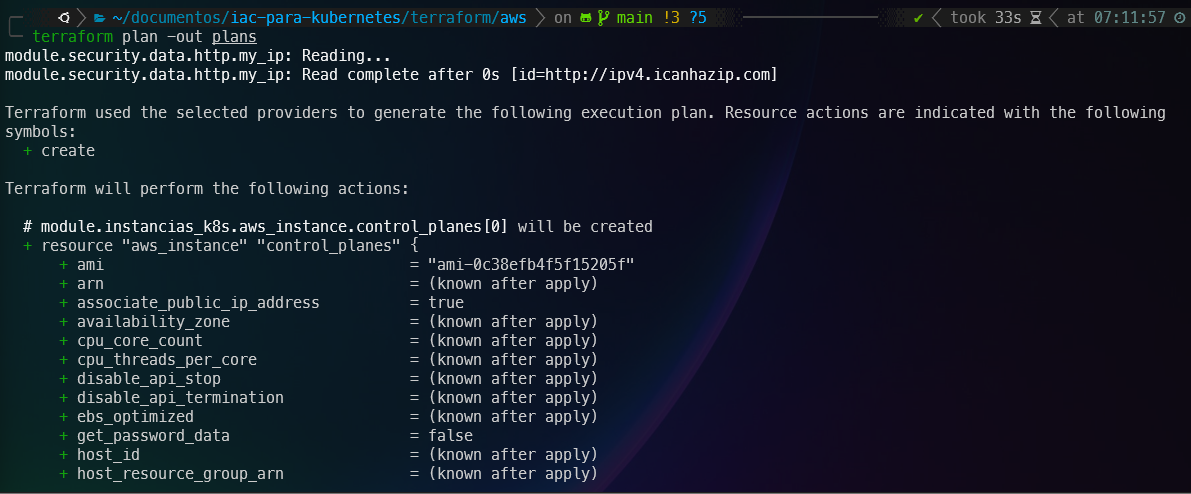 ~/documentos/iac-para-kubernetes/terraform/aws on main !3 ?5 ✔ took 33s at 07:11:57
terraform plan -out plans
module.security.data.http.my_ip: Reading...
module.security.data.http.my_ip: Read complete after 0s [id=http://ipv4.icanhazip.com]
Terraform used the selected providers to generate the following execution plan. Resource actions are indicated with the following
symbols:
+ create
Terraform will perform the following actions:
# module.instancias_k8s.aws_instance.control_planes[0] will be created
+ resource "aws_instance" "control_planes" {
+ ami = "ami-0c38efb4f5f15205f"
+ arn = (known after apply)
+ associate_public_ip_address = true
+ availability_zone = (known after apply)
+ cpu_core_count = (known after apply)
+ cpu_threads_per_core = (known after apply)
+ disable_api_stop = (known after apply)
+ disable_api_termination = (known after apply)
+ ebs_optimized = (known after apply)
+ get_password_data = false
+ host_id = (known after apply)
+ host_resource_group_arn = (known after apply)